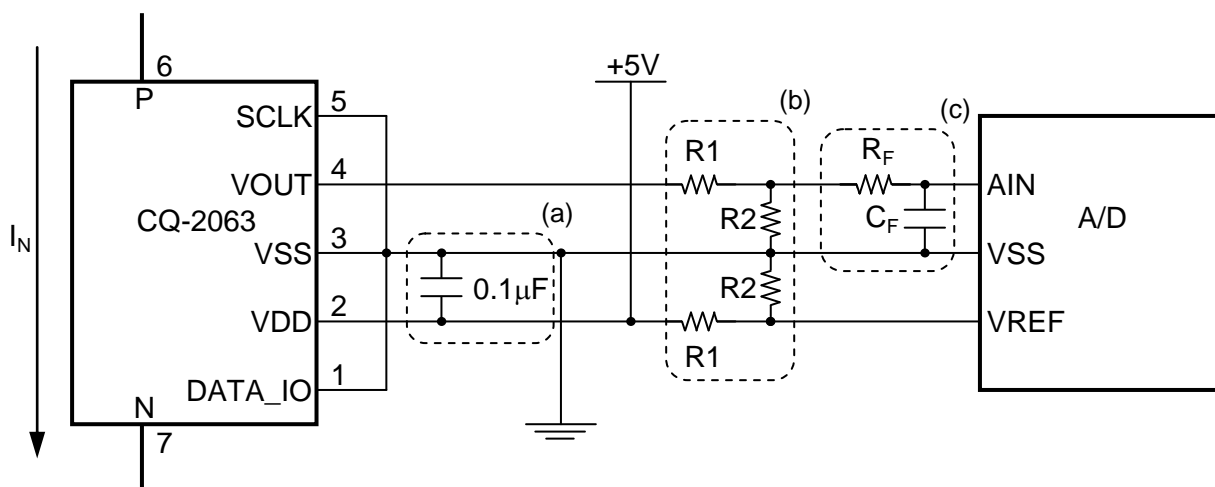 6
P
SCLK
5
+5V
(b)
(c)
R1
RF
VOUT
4
AIN
IN
CQ-2063
(a)
R2
CF
A/D
VSS
3
VSS
0.1μF
R2
VDD
2
VREF
R1
DATA_IO
1
N
7